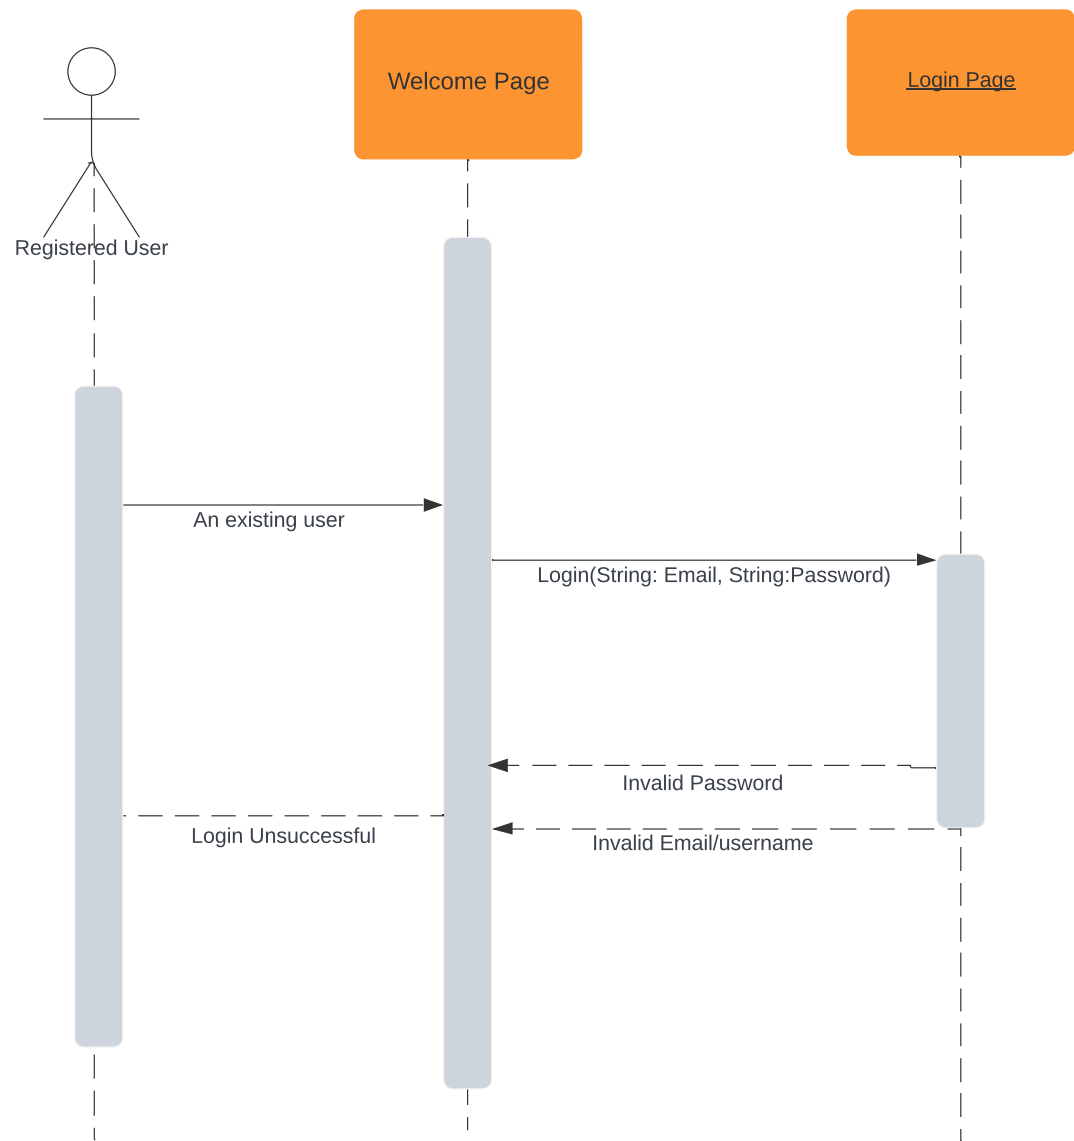 Welcome Page
Login Page
Registered User
An existing user
Login(String: Email, String:Password)
Invalid Password
Login Unsuccessful
Invalid Email/username